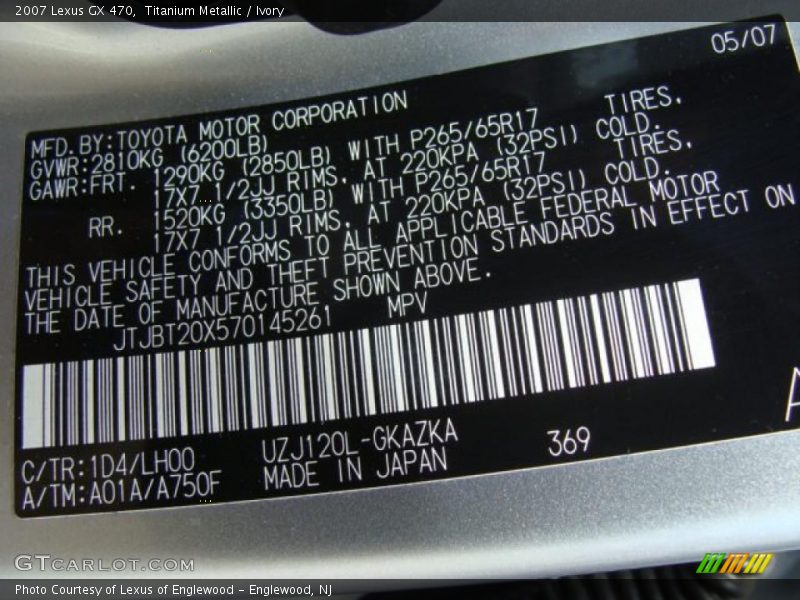 2007 Lexus GX 470, Titanium Metallic / Ivory
05/07
MFD.BY:TOYOTA MOTOR CORPORATION
GVWR:2810KG (6200LB)
GAWR:FRT. 1290KG (2850LB) WITH P265/65R17 TIRES,
17X7 1/2JJ RIMS, AT 220KPA (32PSI) COLD.
RR. 1520KG (3350LB) WITH P265/65R17 TIRES,
17X7 1/2JJ RIMS, AT 220KPA (32PSI) COLD.
THIS VEHICLE CONFORMS TO ALL APPLICABLE FEDERAL MOTOR
VEHICLE SAFETY AND THEFT PREVENTION STANDARDS IN EFFECT ON
THE DATE OF MANUFACTURE SHOWN ABOVE.
JTJBT20X570145261 MPV
C/TR:1D4/LH00 UZJ120L-GKAZKA 369
A/TM:A01A/A750F MADE IN JAPAN
A
GTCARLOT.COM
Photo Courtesy of Lexus of Englewood - Englewood, NJ